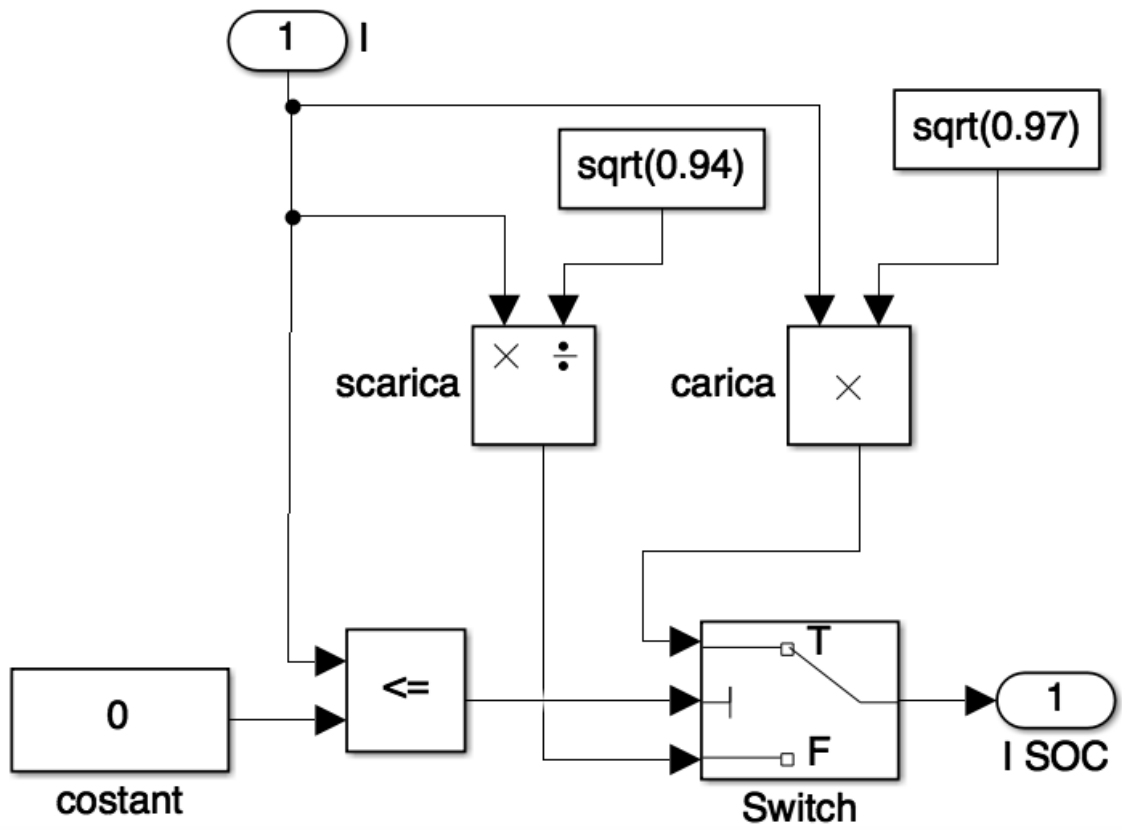 1 I
sqrt(0.94)
sqrt(0.97)
× ÷
scarica
carica
×
T
<=
0
costant
F
Switch
1
I SOC